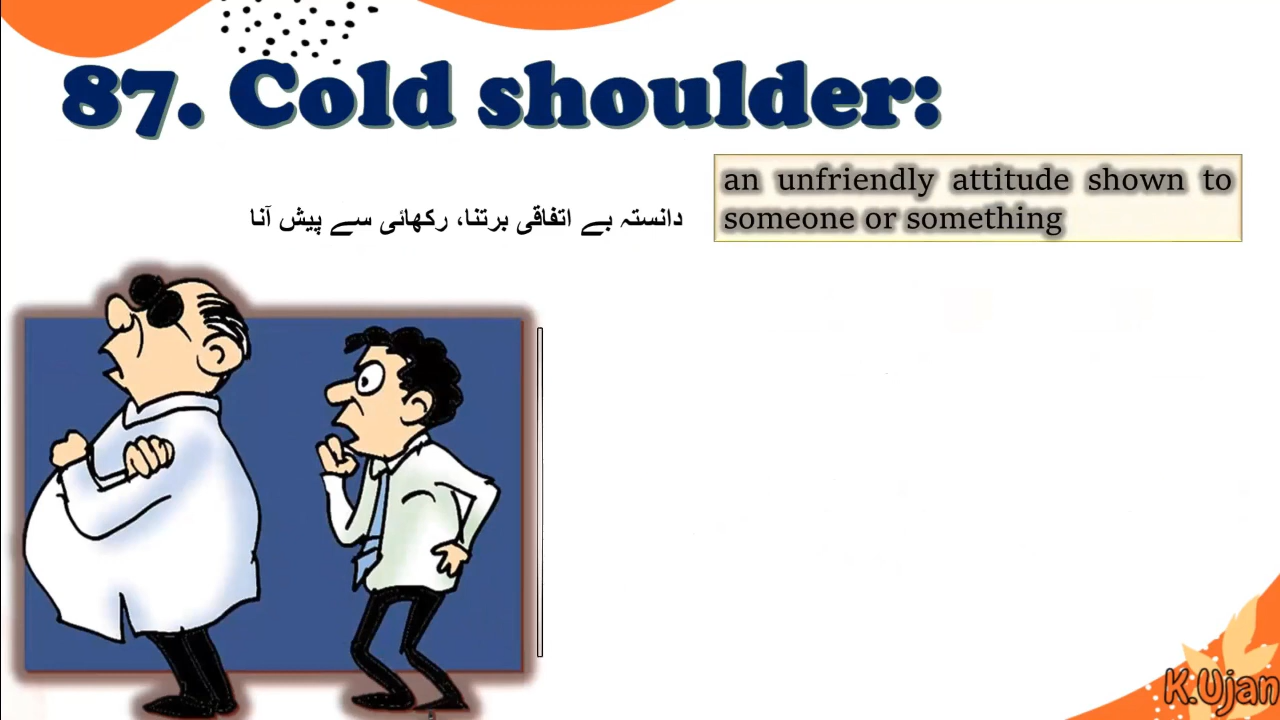 87. Cold shoulder:
an unfriendly attitude shown to
someone or something
دانستہ بے اتفاقی برتنا، رکھائی سے پیش آنا
K.Ujan